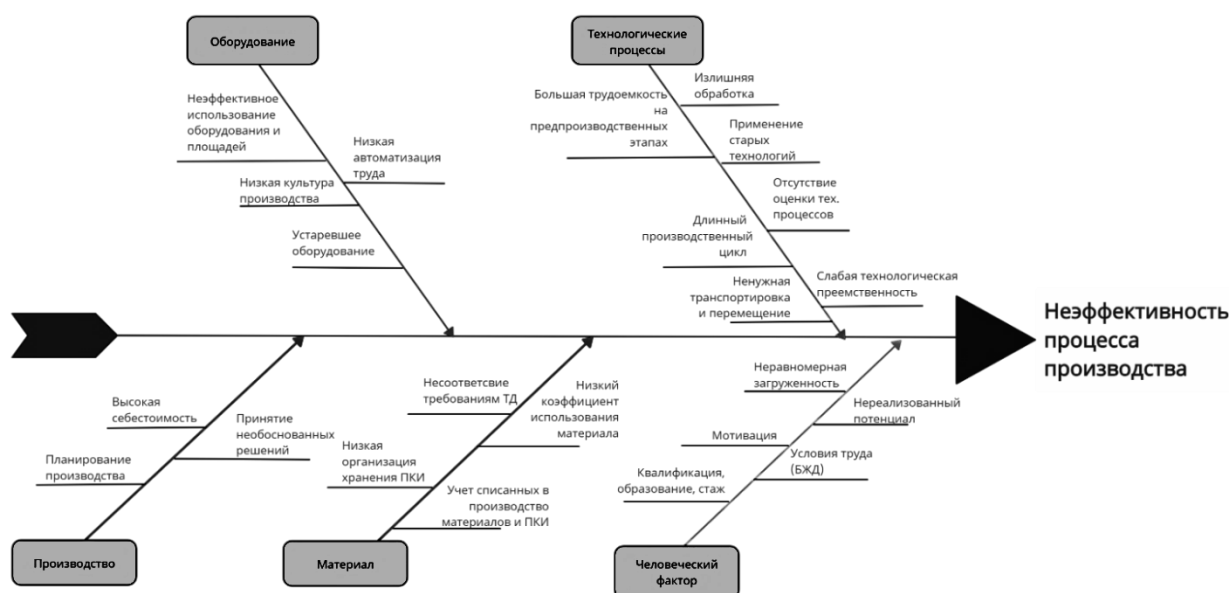 Оборудование
Технологические
процессы
Неэффективное
использование
оборудования и
площадей
Низкая
автоматизация
труда
Низкая культура
производства
Устаревшее
оборудование
Большая трудоемкость
на
предпроизводственных
этапах
Излишняя
обработка
Применение
старых
технологий
Отсутствие
оценки тех.
процессов
Длинный
производственный
цикл
Слабая технологическая
преемственность
Ненужная
транспортировка
и перемещение
Неэффективность
процесса
производства
Высокая
себестоимость
Принятие
необоснованных
решений
Планирование
производства
Несоответсвие
требованиям ТД
Низкий
коэффициент
использования
материала
Низкая
организация
хранения ПКИ
Учет списанных в
производство
материалов и ПКИ
Неравномерная
загруженность
Нереализованный
потенциал
Мотивация
Условия труда
(БЖД)
Квалификация,
образование, стаж
Производство
Материал
Человеческий
фактор